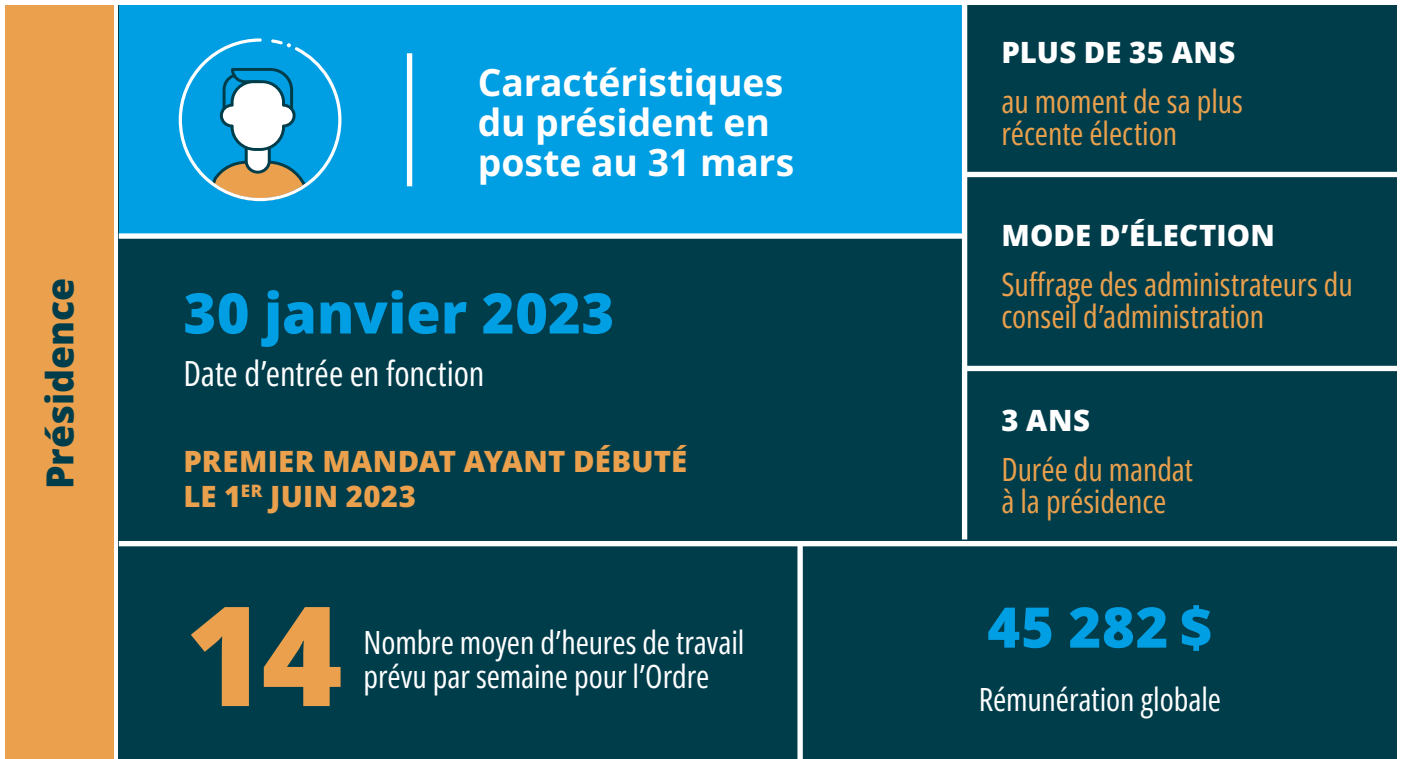 Présidence
Caractéristiques
du président en
poste au 31 mars
30 janvier 2023
Date d’entrée en fonction
PREMIER MANDAT AYANT DÉBUTÉ
LE 1ER JUIN 2023
PLUS DE 35 ANS
au moment de sa plus
récente élection
MODE D’ÉLECTION
Suffrage des administrateurs du
conseil d’administration
3 ANS
Durée du mandat
à la présidence
14
Nombre moyen d’heures de travail
prévu par semaine pour l’Ordre
45 282 $
Rémunération globale